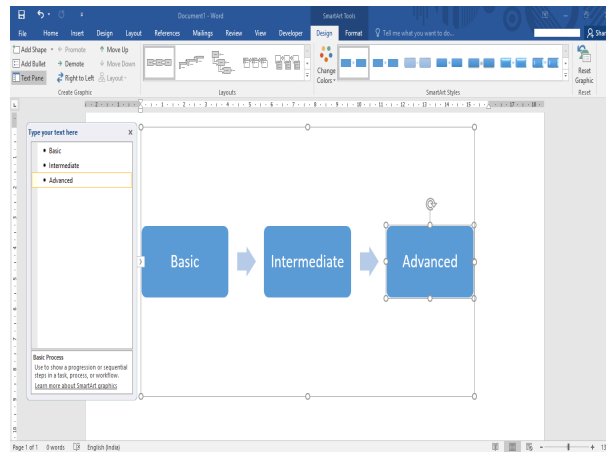 Document1 - Word
SmartArt Tools
File Home Insert Design Layout References Mailings Review View Developer Design Format Tell me what you want to do...
Add Shape Promote Move Up
Add Bullet Demote Move Down
Text Pane Right to Left Layout
Change
Colors
Reset
Graphic
Create Graphic Layouts SmartArt Styles Reset
Type your text here X
• Basic
• Intermediate
• Advanced
Basic Intermediate Advanced
Basic Process
Use to show a progression or sequential
steps in a task, process, or workflow.
Learn more about SmartArt graphics
Page 1 of 1 0 words English (India)